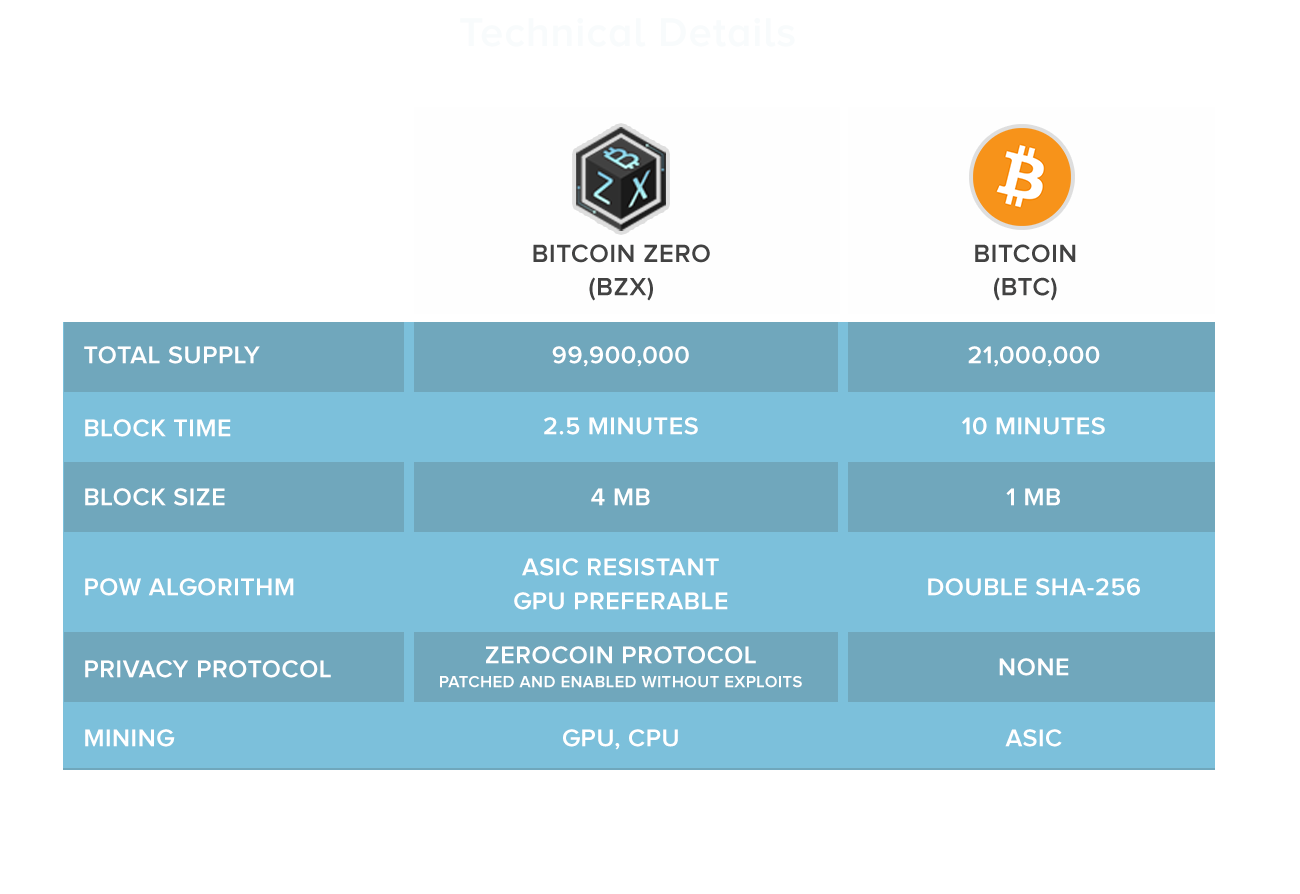 Technical Details
B
Z X
BITCOIN ZERO
(BZX)
BITCOIN
(BTC)
TOTAL SUPPLY
99,900,000
21,000,000
BLOCK TIME
2.5 MINUTES
10 MINUTES
BLOCK SIZE
4 MB
1 MB
POW ALGORITHM
ASIC RESISTANT
GPU PREFERABLE
DOUBLE SHA-256
PRIVACY PROTOCOL
ZEROCOIN PROTOCOL
PATCHED AND ENABLED WITHOUT EXPLOITS
NONE
MINING
GPU, CPU
ASIC